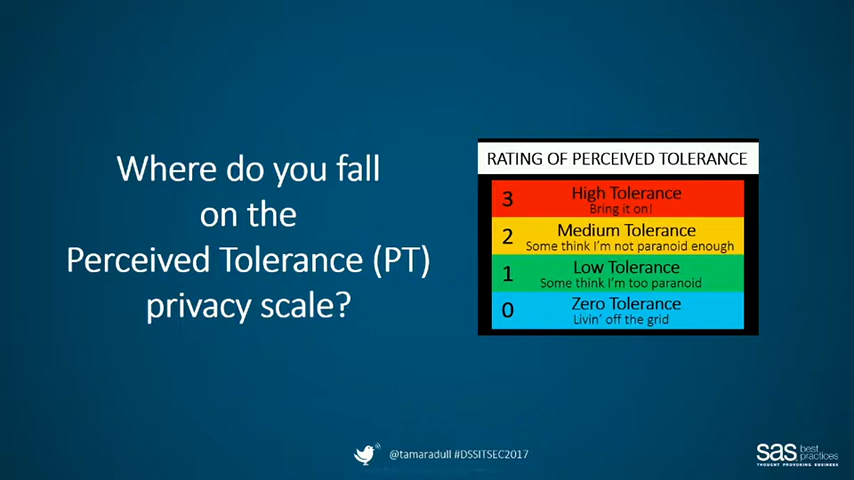 Where do you fall
on the
Perceived Tolerance (PT)
privacy scale?
RATING OF PERCEIVED TOLERANCE
3
High Tolerance
Bring it on!
2
Medium Tolerance
Some think I'm not paranoid enough
1
Low Tolerance
Some think I'm too paranoid
0
Zero Tolerance
Livin' off the grid
@tamaradull #DSSITSEC2017
sas best practices
THOUGHT PROVOKING BUSINESS